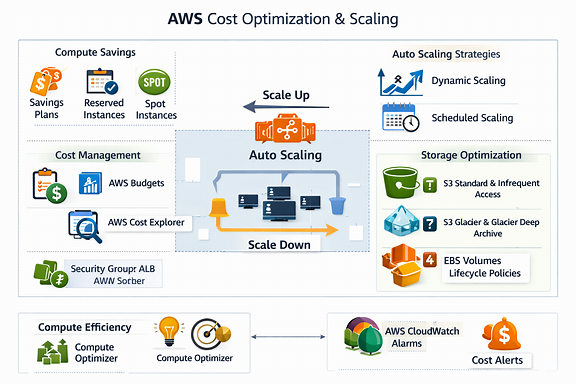 AWS Cost Optimization & Scaling
Compute Savings
Savings
Plans
Reserved
Instances
SPOT
Spot
Instances
Scale Up
Auto Scaling Strategies
Dynamic Scaling
Scheduled Scaling
Cost Management
AWS Budgets
AWS Cost Explorer
Auto Scaling
Scale Down
Storage Optimization
S3 Standard & Infrequent
Access
?
S3 Glacier & Glacier Deep
Archive
4
EBS Volumes
Lifecycle Policies
Security Groupr ALB
AWW Sorber
Compute Efficiency
Compute
Optimizer
Compute Optimizer
AWS CloudWatch
Alarms
Cost Alerts